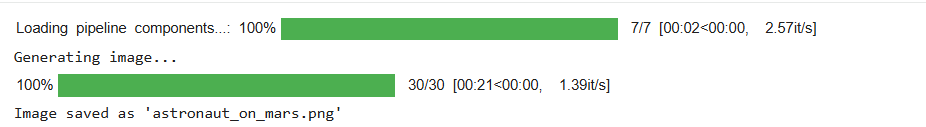 Loading pipeline components...: 100% 7/7 [00:02<00:00, 2.57it/s]
Generating image...
100% 30/30 [00:21<00:00, 1.39it/s]
Image saved as 'astronaut_on_mars.png'